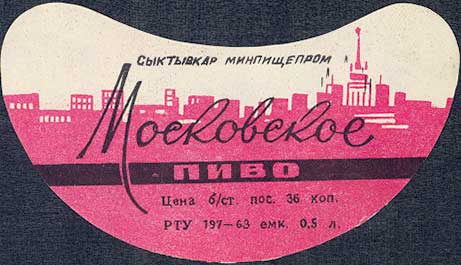 СЫКТЫВКАР МИНПИЩЕПРОМ
Московское
ПИВО
Цена б/ст. пос. 36 коп.
РТУ 197—63 емк. 0,5 л.